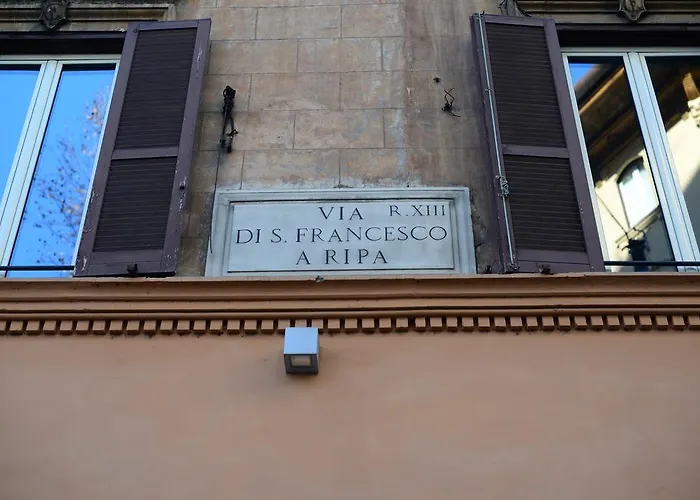 VIA R.XIII
DI S. FRANCESCO
A RIPA